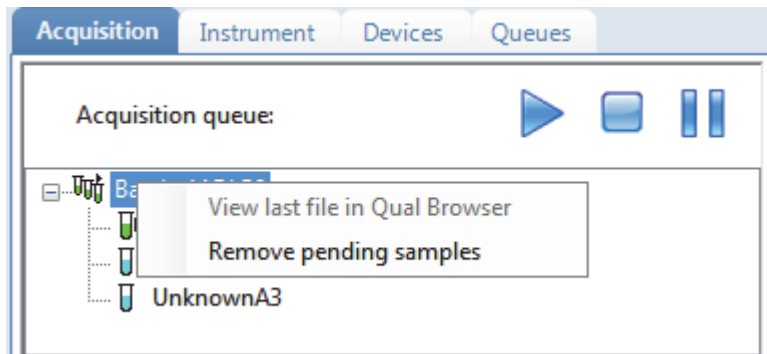 Acquisition Instrument Devices Queues
Acquisition queue:
View last file in Qual Browser
Remove pending samples
UnknownA3